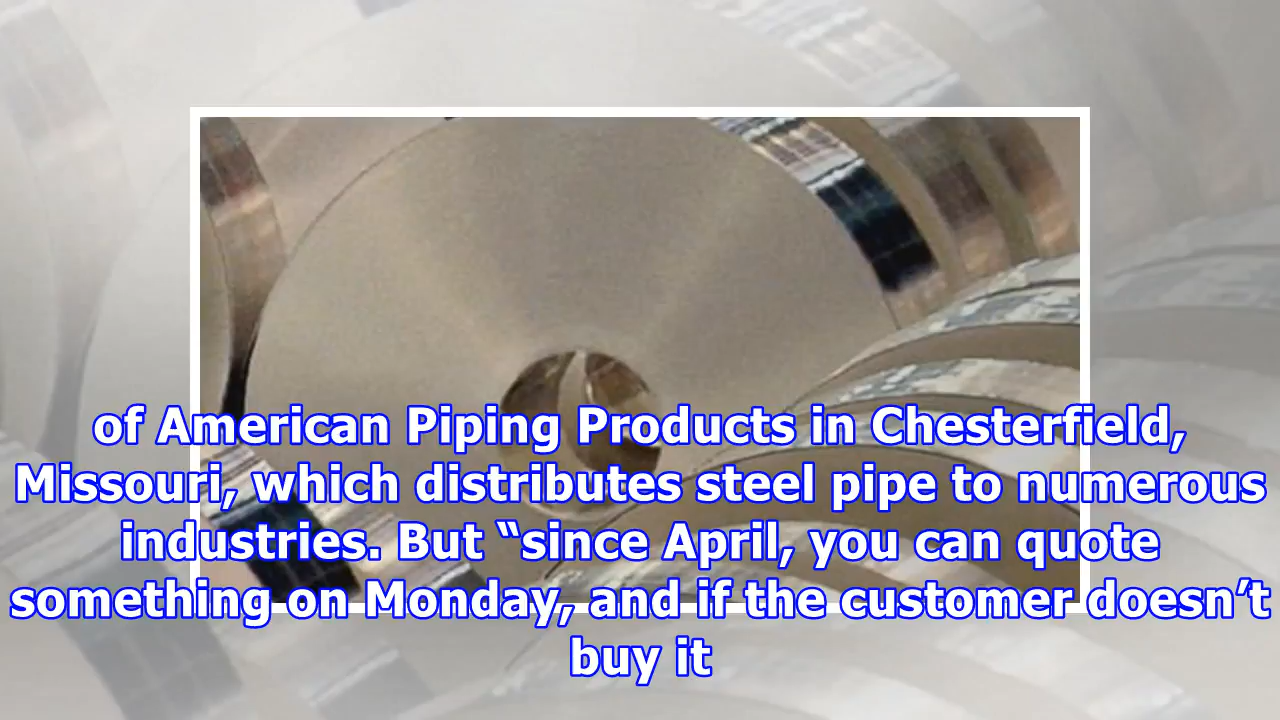 of American Piping Products in Chesterfield,
Missouri, which distributes steel pipe to numerous
industries. But “since April, you can quote
something on Monday, and if the customer doesn’t
buy it